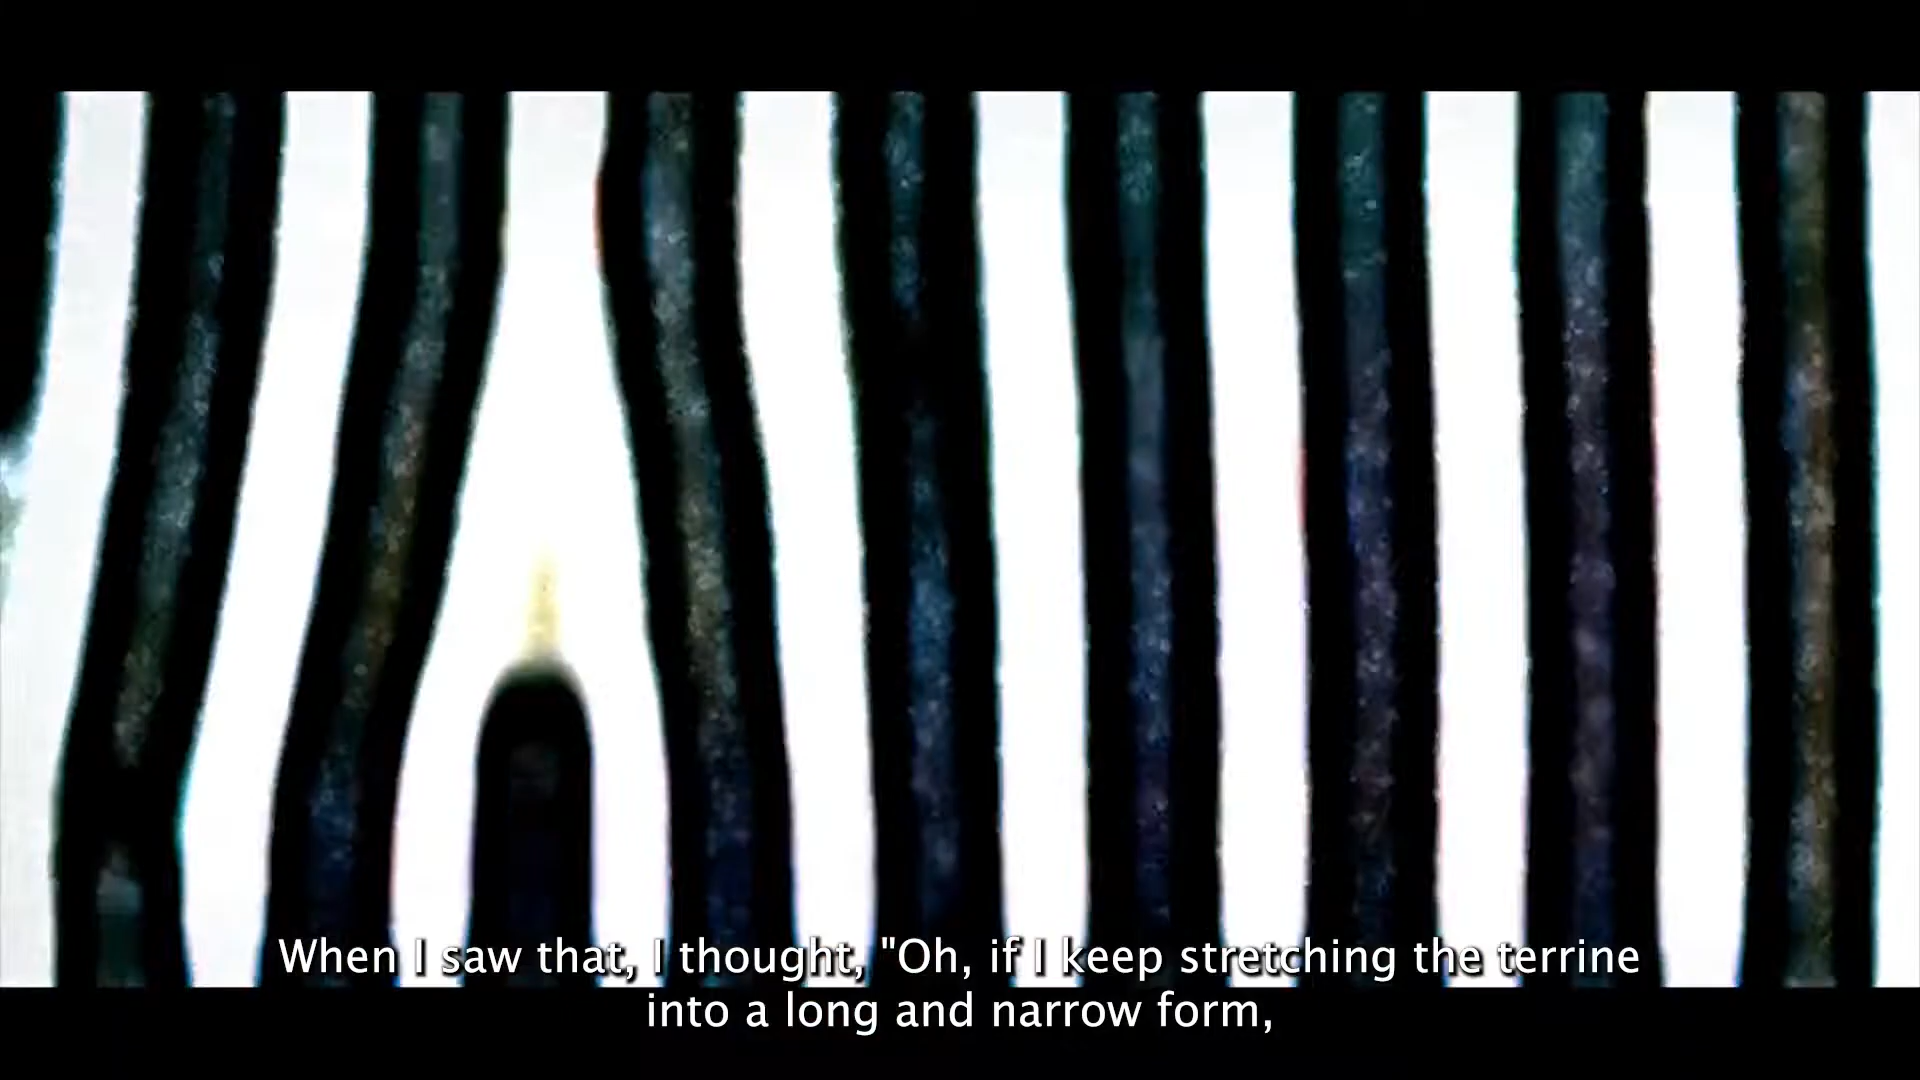 When I saw that, I thought, "Oh, if I keep stretching the terrine
into a long and narrow form,